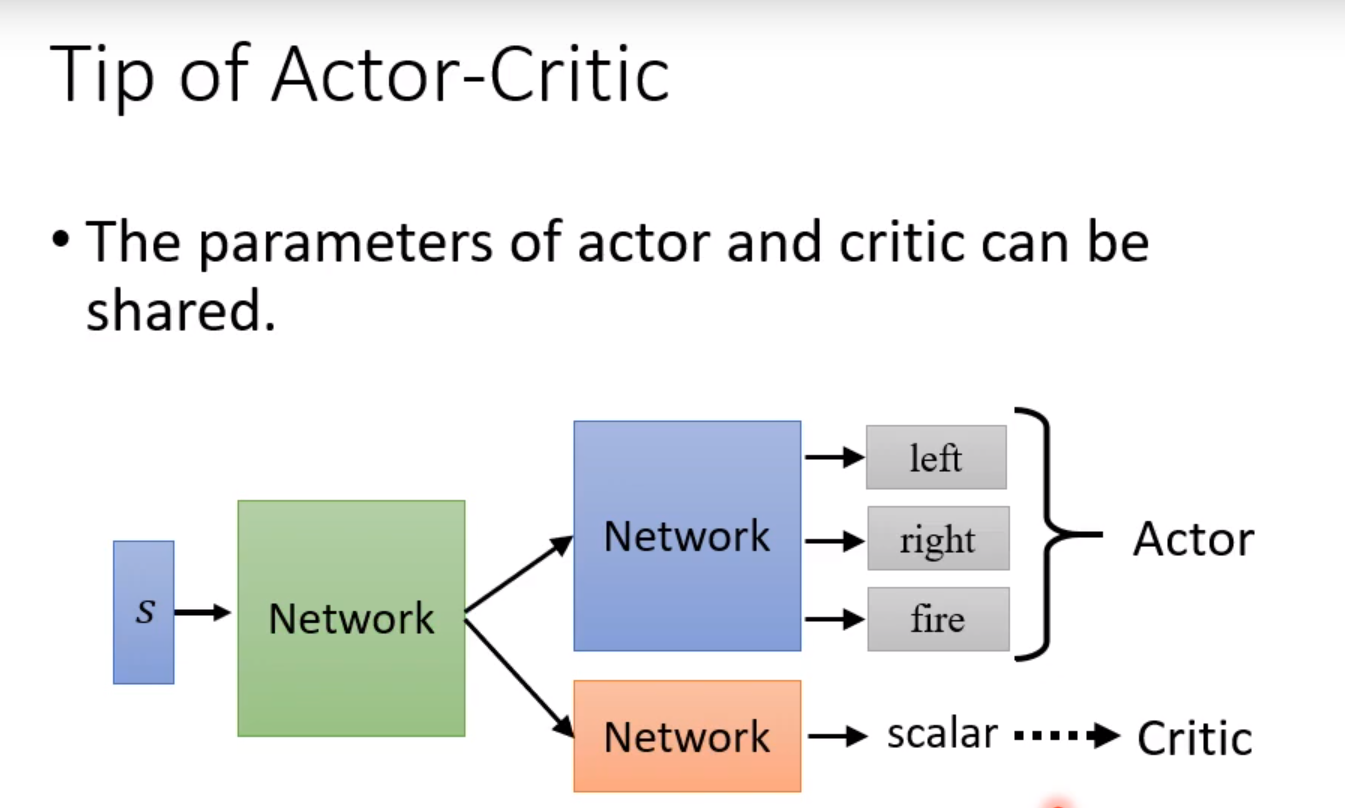 Tip of Actor-Critic
• The parameters of actor and critic can be
shared.
s
Network
Network
left
right
fire
Actor
Network
scalar
Critic